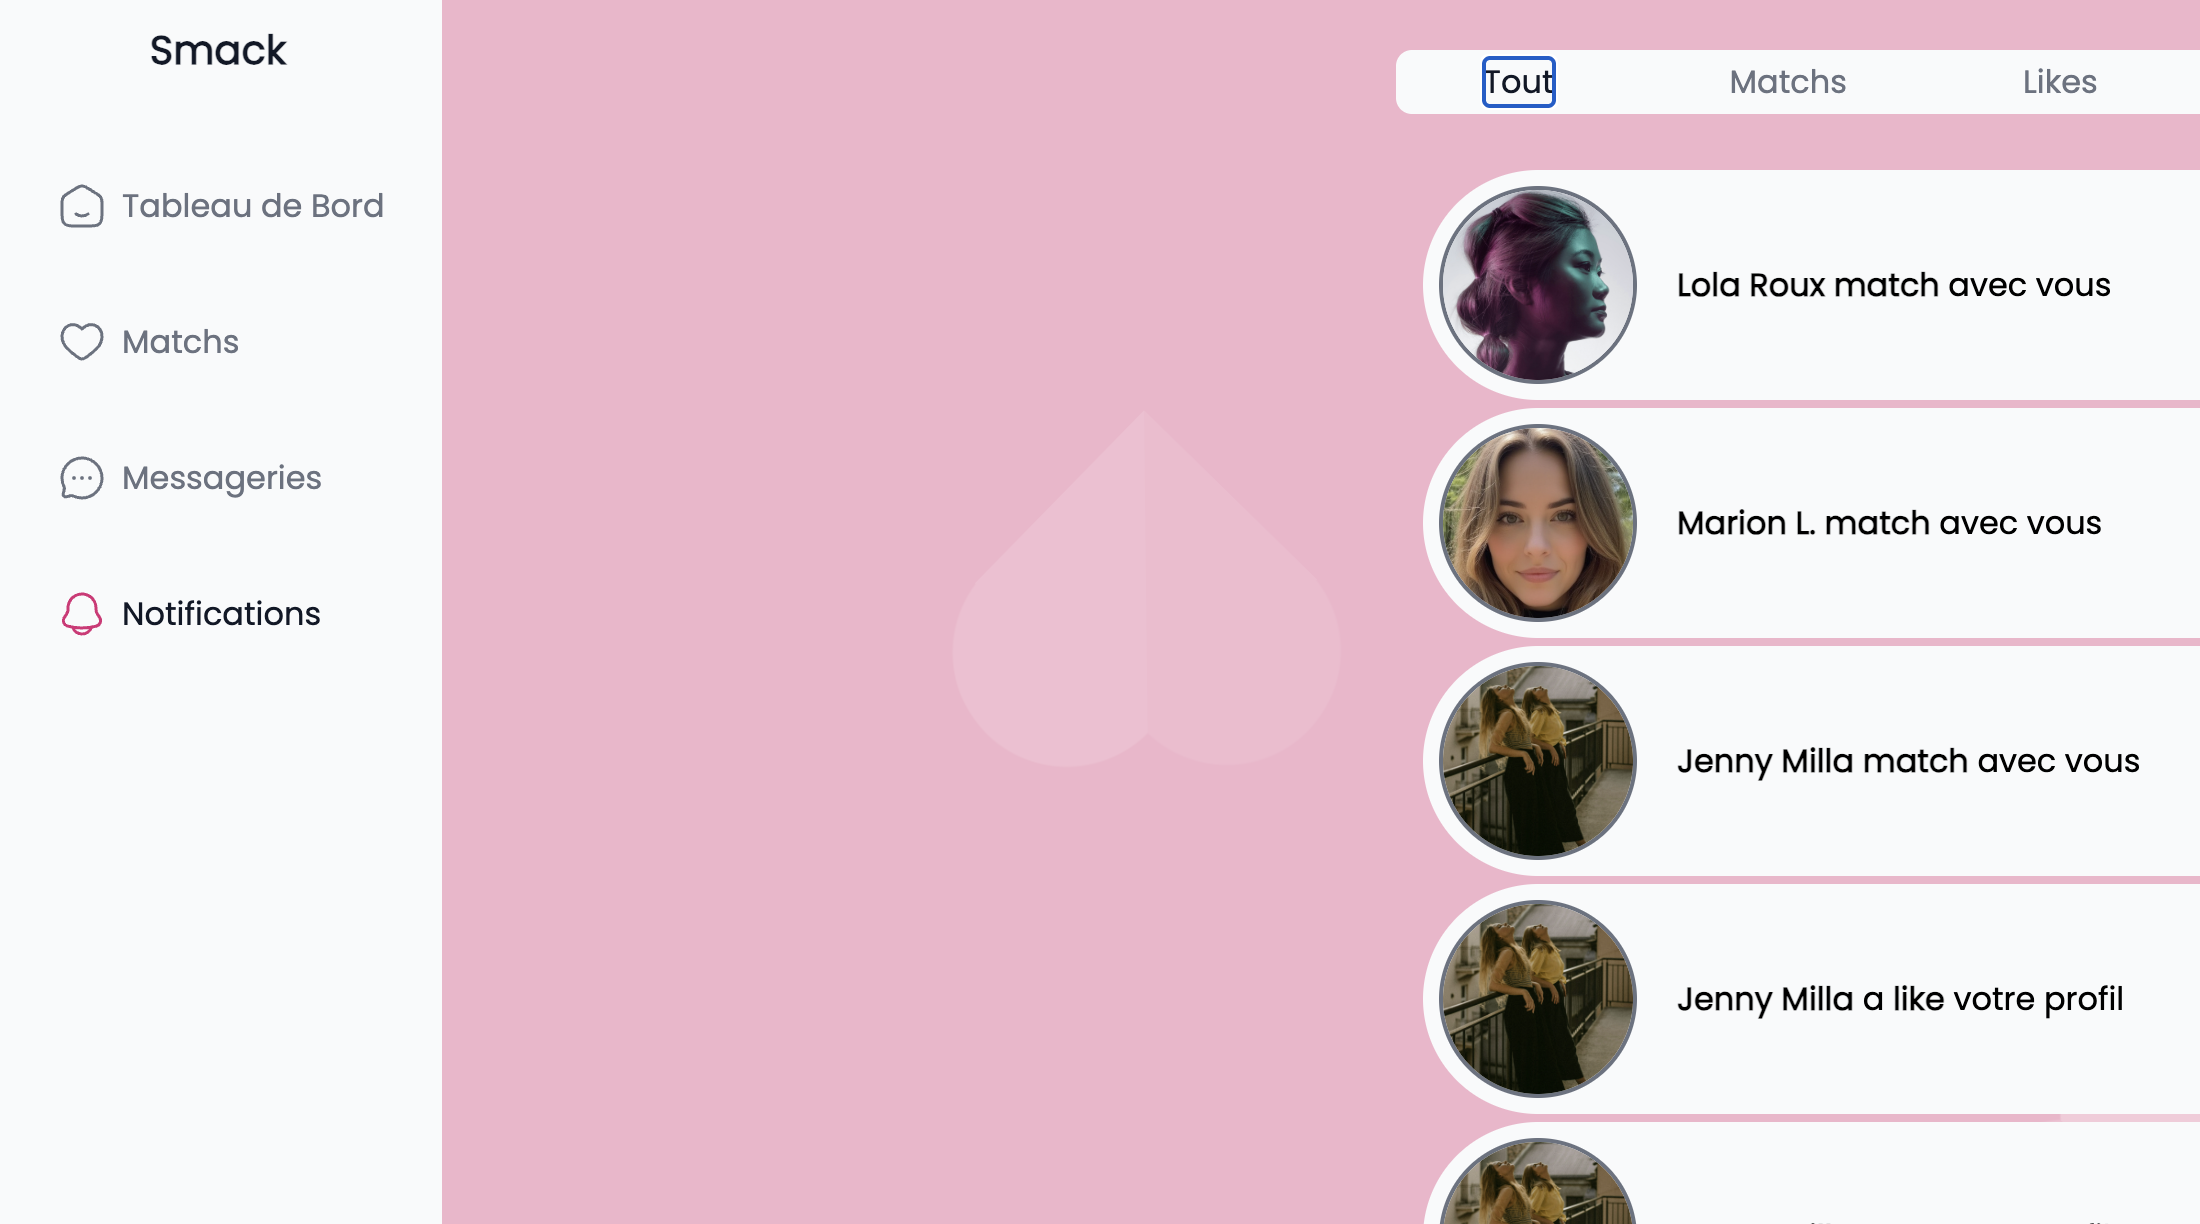 Smack
Tableau de Bord
Matchs
Messageries
Notifications
Tout
Matchs
Likes
Lola Roux match avec vous
Marion L. match avec vous
Jenny Milla match avec vous
Jenny Milla a like votre profil